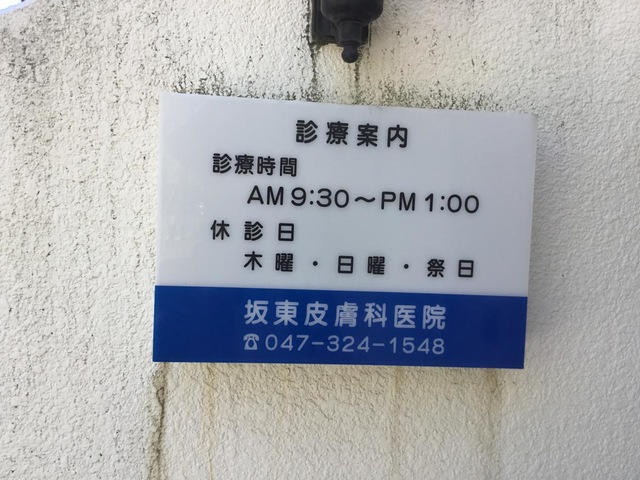 診療案内
診療時間
AM 9:30～PM 1:00
休診日
木曜・日曜・祭日
坂東皮膚科医院
☎047-324-1548